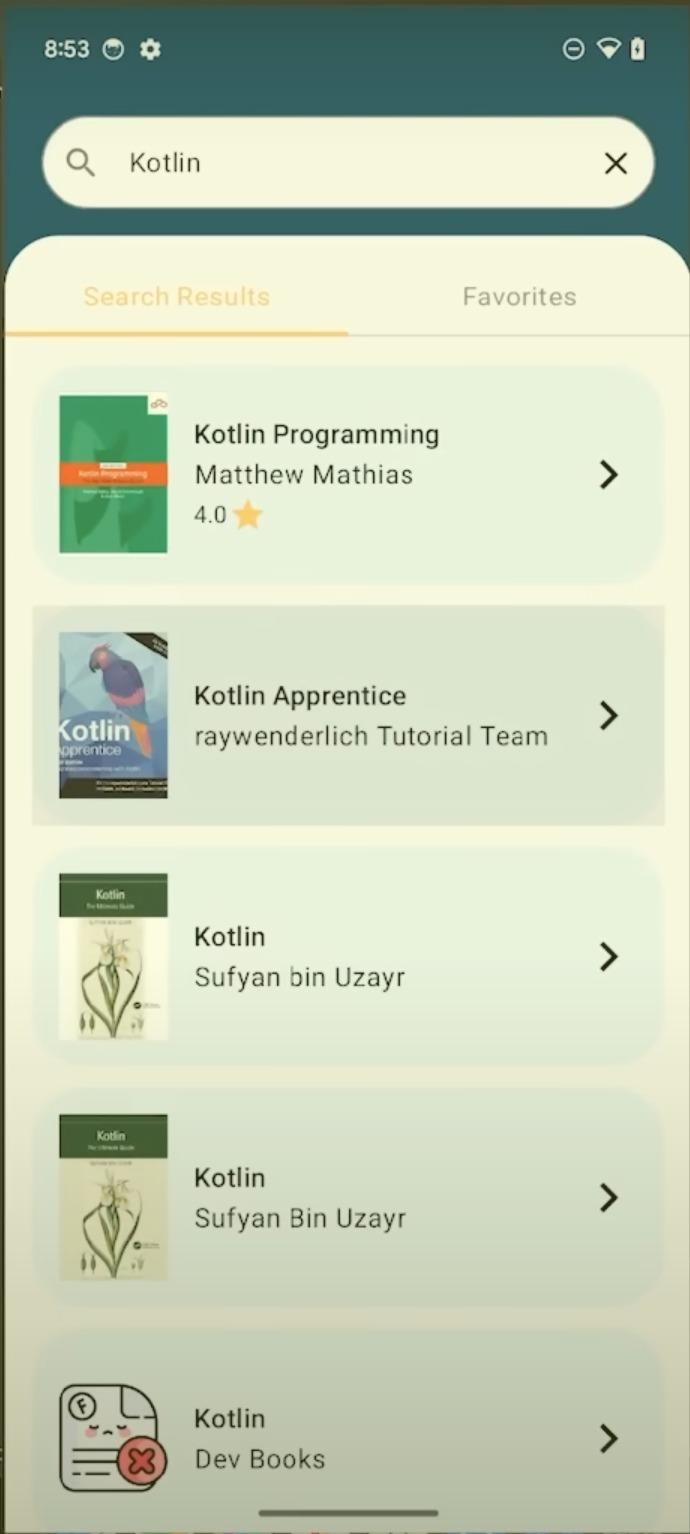 8:53
Kotlin
Search Results
Favorites
Kotlin Programming
Kotlin Programming
Matthew Mathias
4.0
Kotlin
Apprentice
Kotlin Apprentice
raywenderlich Tutorial Team
Kotlin
The Ultimate Guide
Kotlin
Sufyan bin Uzayr
Kotlin
The Ultimate Guide
Kotlin
Sufyan Bin Uzayr
F
Kotlin
Dev Books